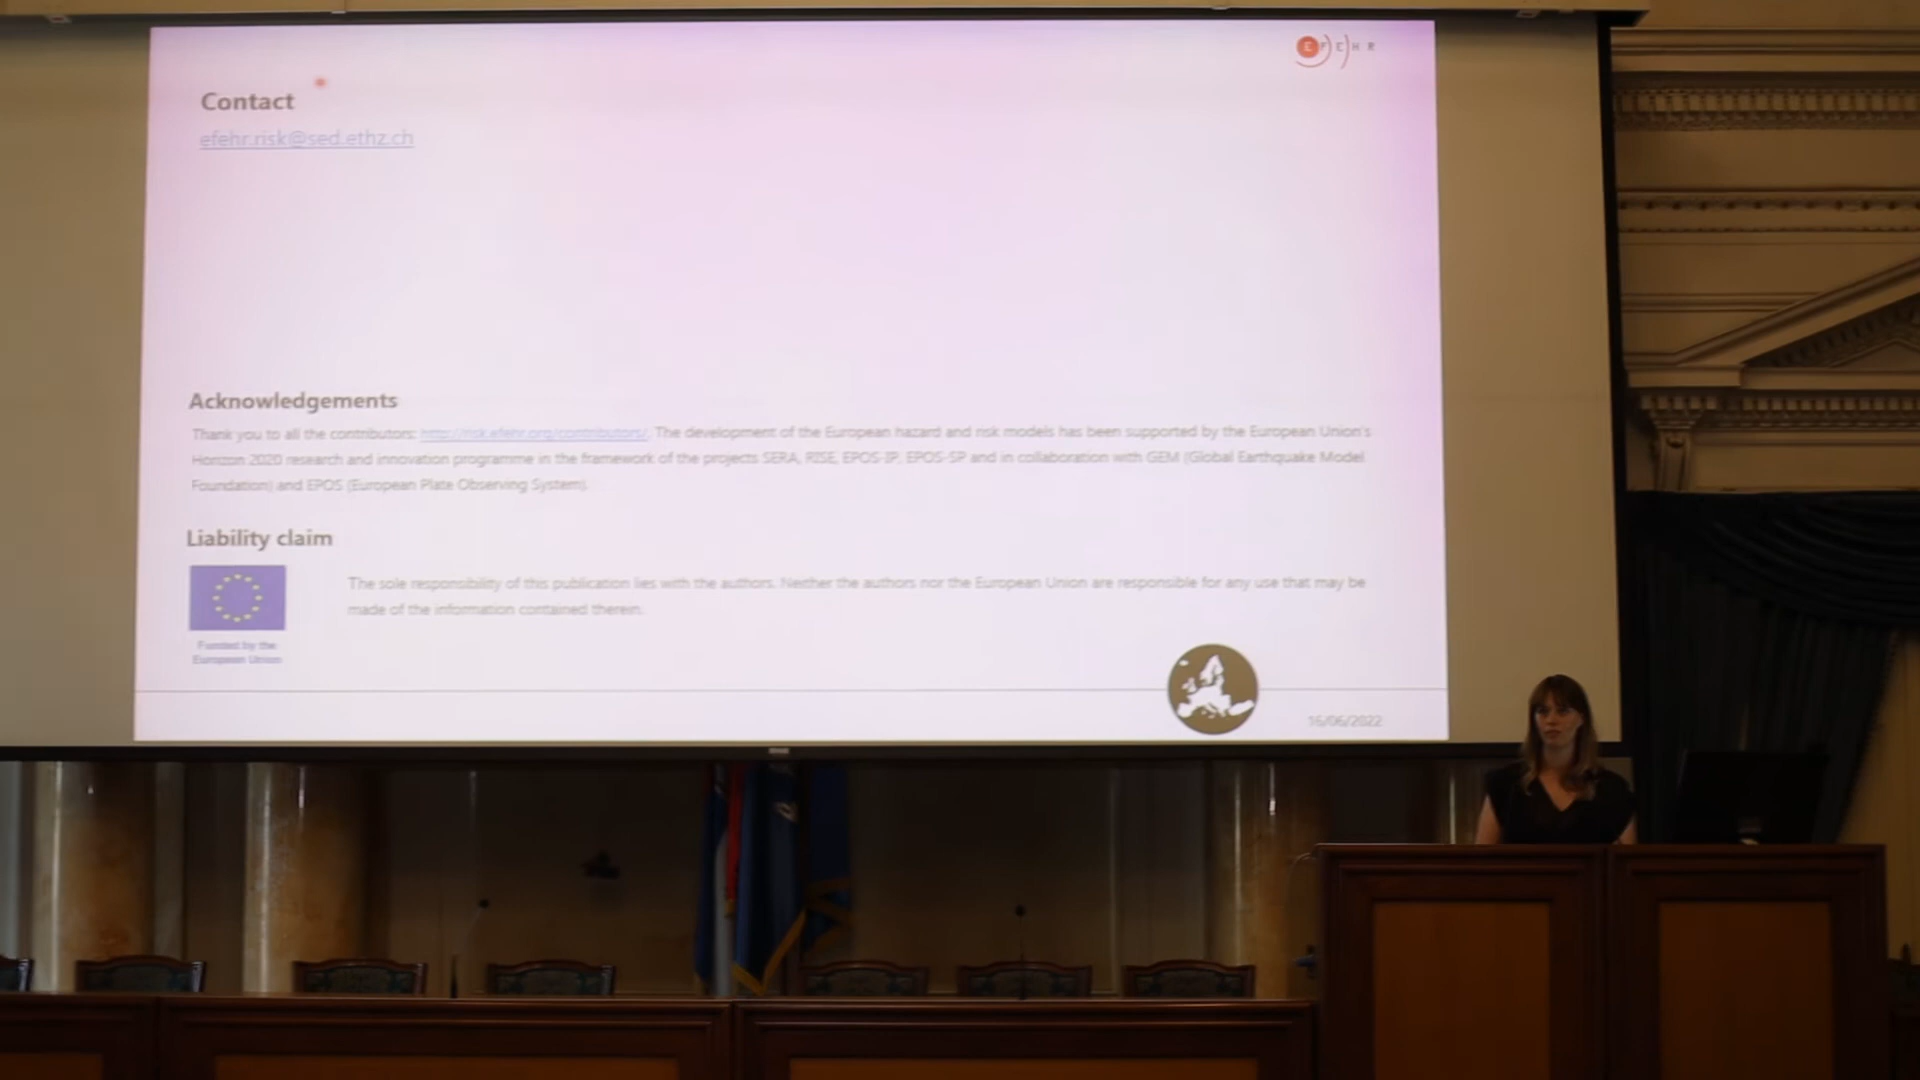 EFEHR
Contact
efehr.risk@sed.ethz.ch
Acknowledgements
Thank you to all the contributors: http://risk.efehr.org/contributors/. The development of the European hazard and risk models has been supported by the European Union's
Horizon 2020 research and innovation programme in the framework of the projects SERA, RISE, EPOS-IP, EPOS-SP and in collaboration with GEM (Global Earthquake Model
Foundation) and EPOS (European Plate Observing System).
Liability claim
The sole responsibility of this publication lies with the authors. Neither the authors nor the European Union are responsible for any use that may be
made of the information contained therein.
Funded by the
European Union
16/06/2022